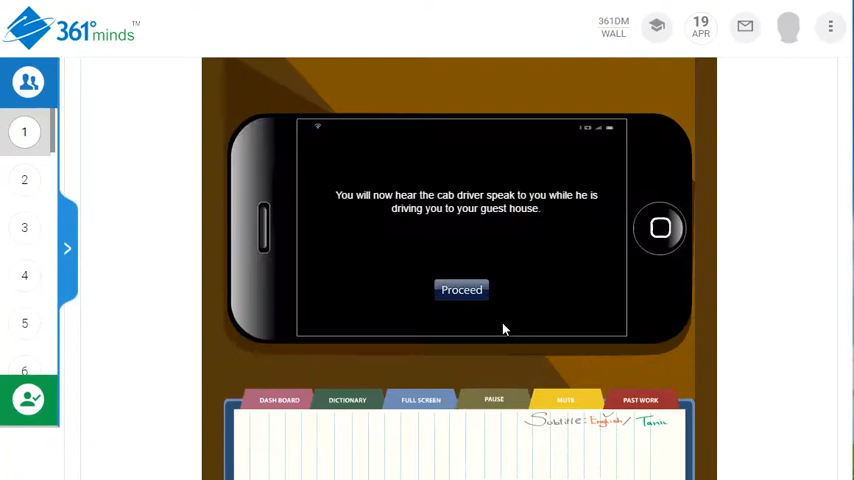 361° minds™
361DM
WALL
19
APR
1
2
3
4
5
6
You will now hear the cab driver speak to you while he is
driving you to your guest house.
Proceed
DASH BOARD
DICTIONARY
FULL SCREEN
PAUSE
MUTE
PAST WORK
Subtitle: English /